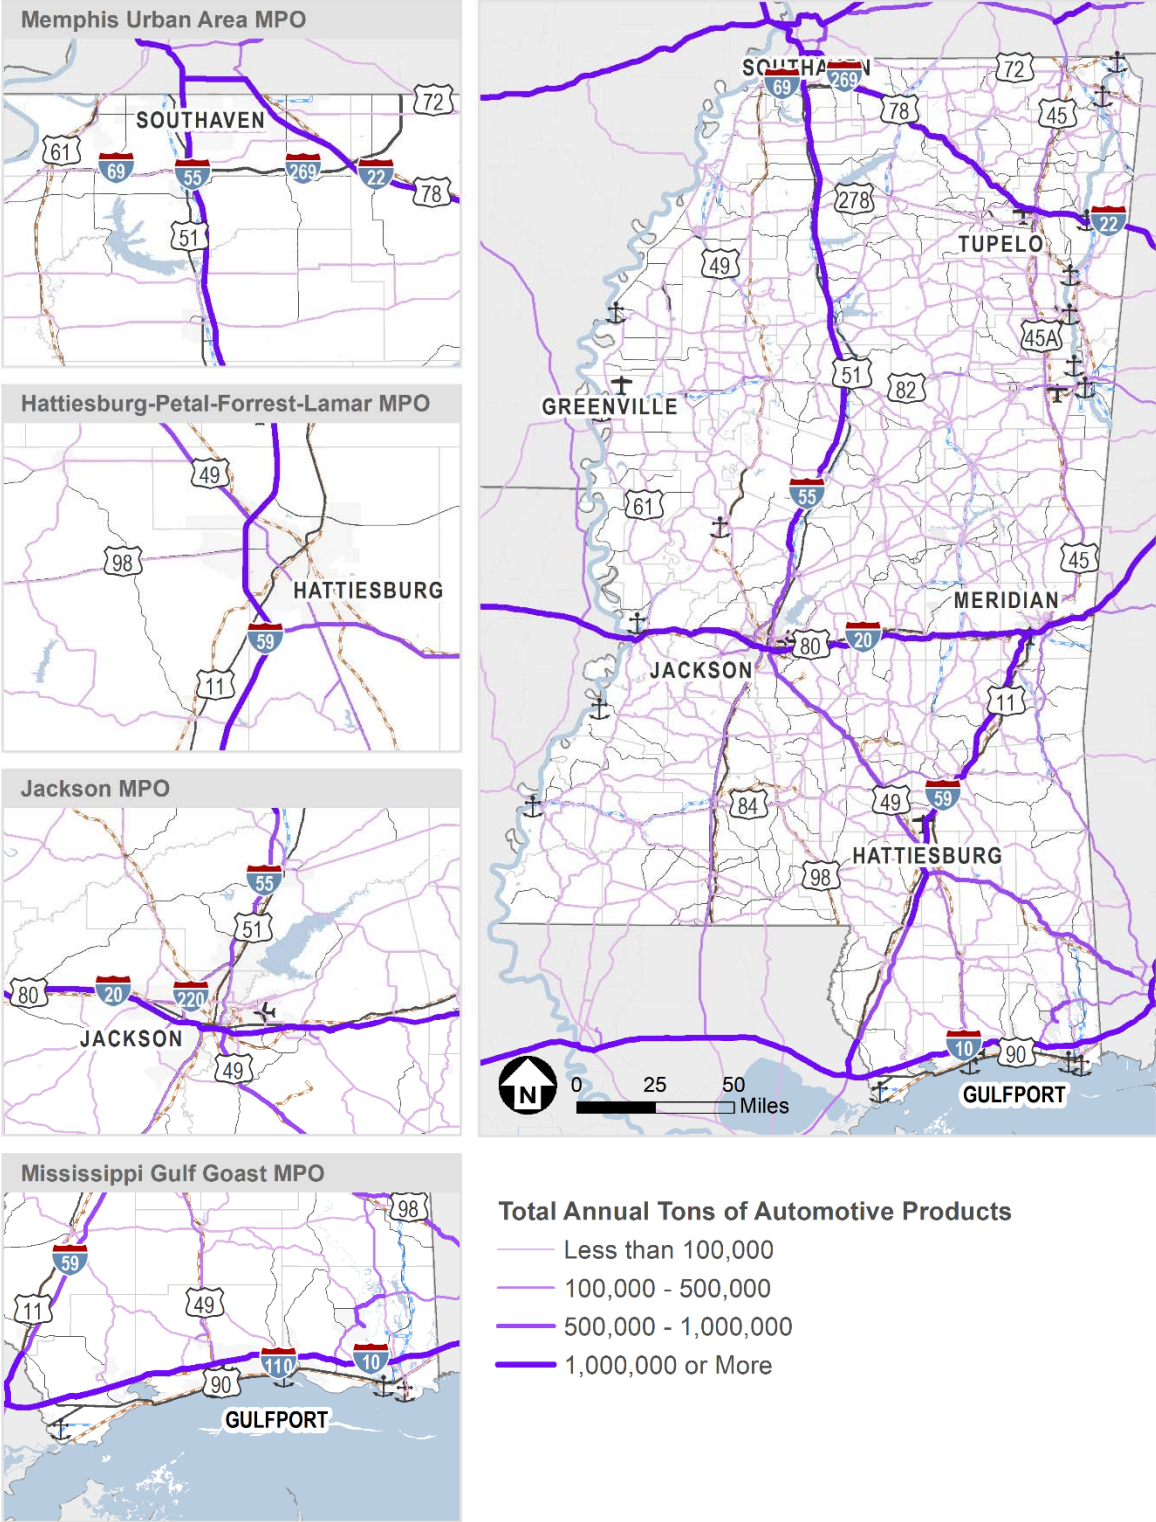 Memphis Urban Area MPO
72
SOUTHAVEN
61
69
55
269
22
78
51
Hattiesburg-Petal-Forrest-Lamar MPO
49
98
HATTIESBURG
59
11
Jackson MPO
55
51
80
20
220
JACKSON
49
Mississippi Gulf Goast MPO
98
59
11
49
110
10
90
GULFPORT
SOUTHAVEN
72
69
269
78
45
278
22
TUPELO
49
45A
51
82
GREENVILLE
55
61
45
MERIDIAN
80
20
JACKSON
11
84
49
59
HATTIESBURG
98
10
90
N
0 25 50
Miles
GULFPORT
Total Annual Tons of Automotive Products
Less than 100,000
100,000 - 500,000
500,000 - 1,000,000
1,000,000 or More